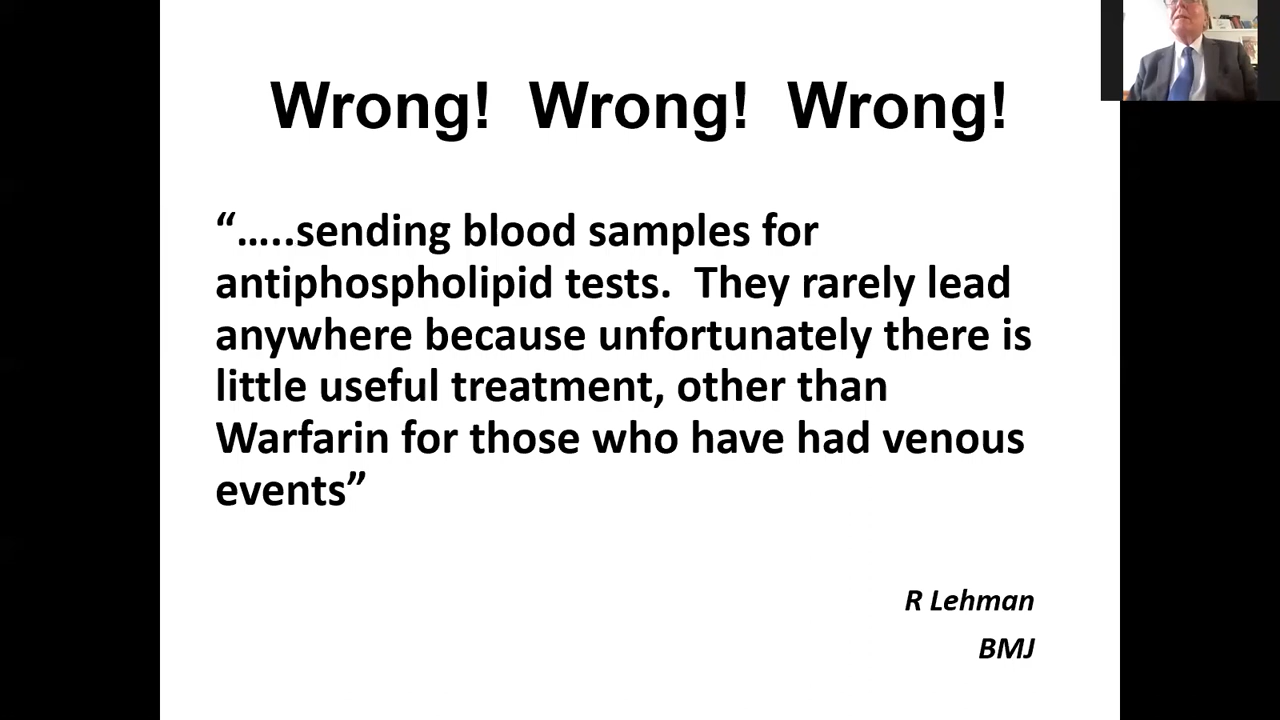 Wrong!  Wrong!  Wrong!
“…..sending blood samples for
antiphospholipid tests.  They rarely lead
anywhere because unfortunately there is
little useful treatment, other than
Warfarin for those who have had venous
events”
R Lehman
BMJ